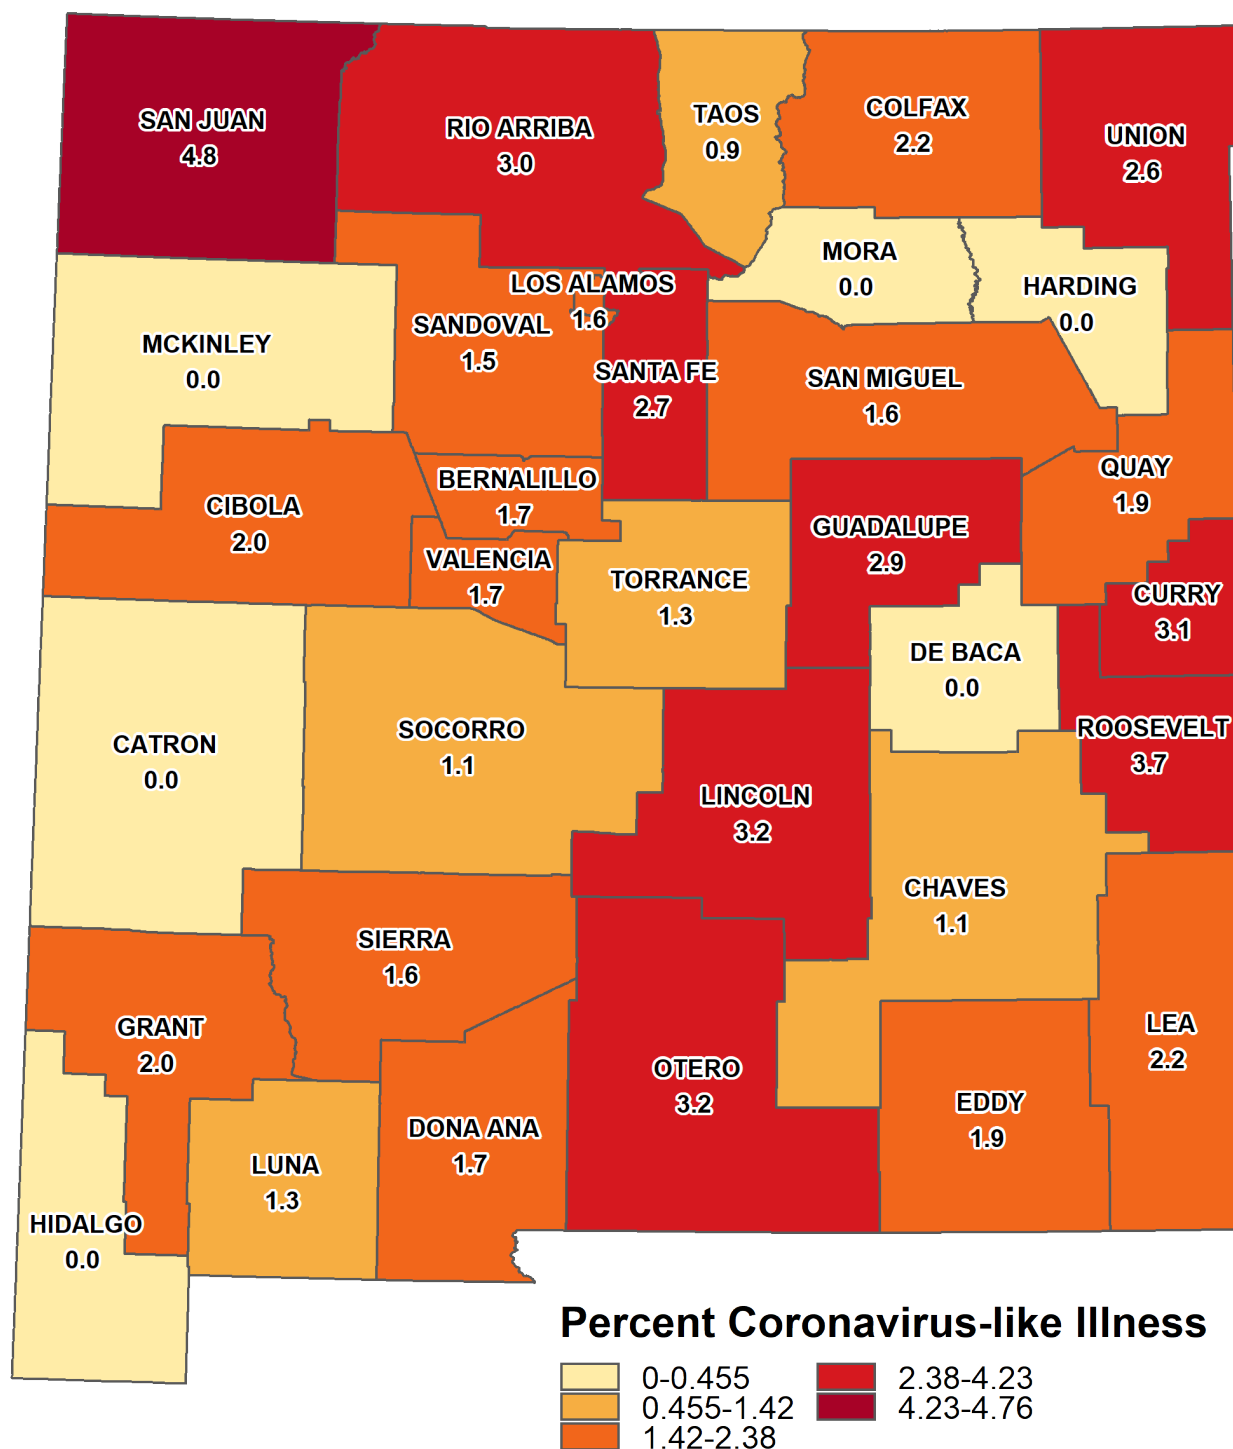 SAN JUAN
4.8
RIO ARRIBA
3.0
TAOS
0.9
COLFAX
2.2
UNION
2.6
MORA
0.0
HARDING
0.0
LOS ALAMOS
1.6
SANDOVAL
1.5
MCKINLEY
0.0
SANTA FE
2.7
SAN MIGUEL
1.6
QUAY
1.9
BERNALILLO
1.7
CIBOLA
2.0
GUADALUPE
2.9
VALENCIA
1.7
TORRANCE
1.3
CURRY
3.1
DE BACA
0.0
CATRON
0.0
SOCORRO
1.1
ROOSEVELT
3.7
LINCOLN
3.2
CHAVES
1.1
SIERRA
1.6
GRANT
2.0
LEA
2.2
OTERO
3.2
EDDY
1.9
DONA ANA
1.7
LUNA
1.3
HIDALGO
0.0
Percent Coronavirus-like Illness
0-0.455
0.455-1.42
1.42-2.38
2.38-4.23
4.23-4.76